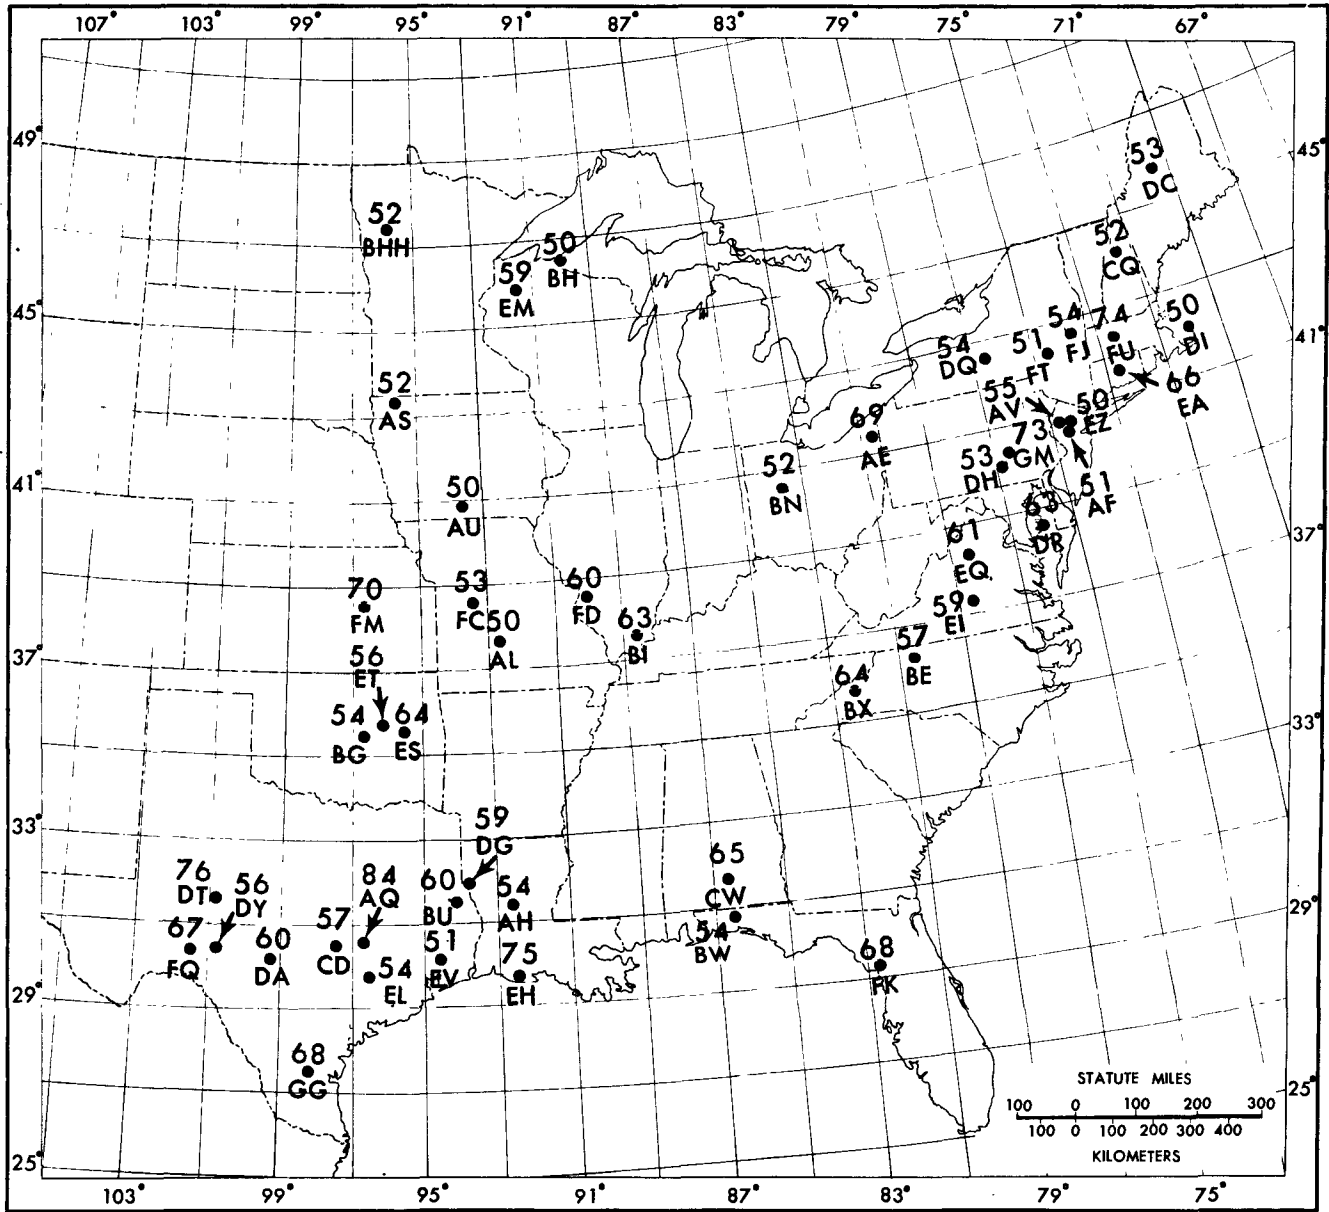 107° 103° 99° 95° 91° 87° 83° 79° 75° 71° 67°
49°
45°
53
DC
52
BHH
52
CQ
50
BH
59
EM
45°
41°
54
FJ
74
FU
50
DI
51
FT
54
DQ
66
EA
52
AS
55
AV
50
EZ
69
AE
73
GM
53
DH
52
BN
51
AF
41°
50
AU
63
DR
37°
61
EQ
59
EI
70
FM
53
FC
60
FD
50
AL
63
BI
57
BE
37°
56
ET
64
BX
54
BG
64
ES
33°
33°
59
DG
65
CW
76
DT
56
DY
84
AQ
60
BU
54
AH
29°
67
FQ
60
DA
57
CD
54
EL
51
EV
75
EH
54
BW
68
FK
29°
68
GG
25°
STATUTE MILES
100 0 100 200 300
100 0 100 200 300 400
KILOMETERS
25°
103° 99° 95° 91° 87° 83° 79° 75°